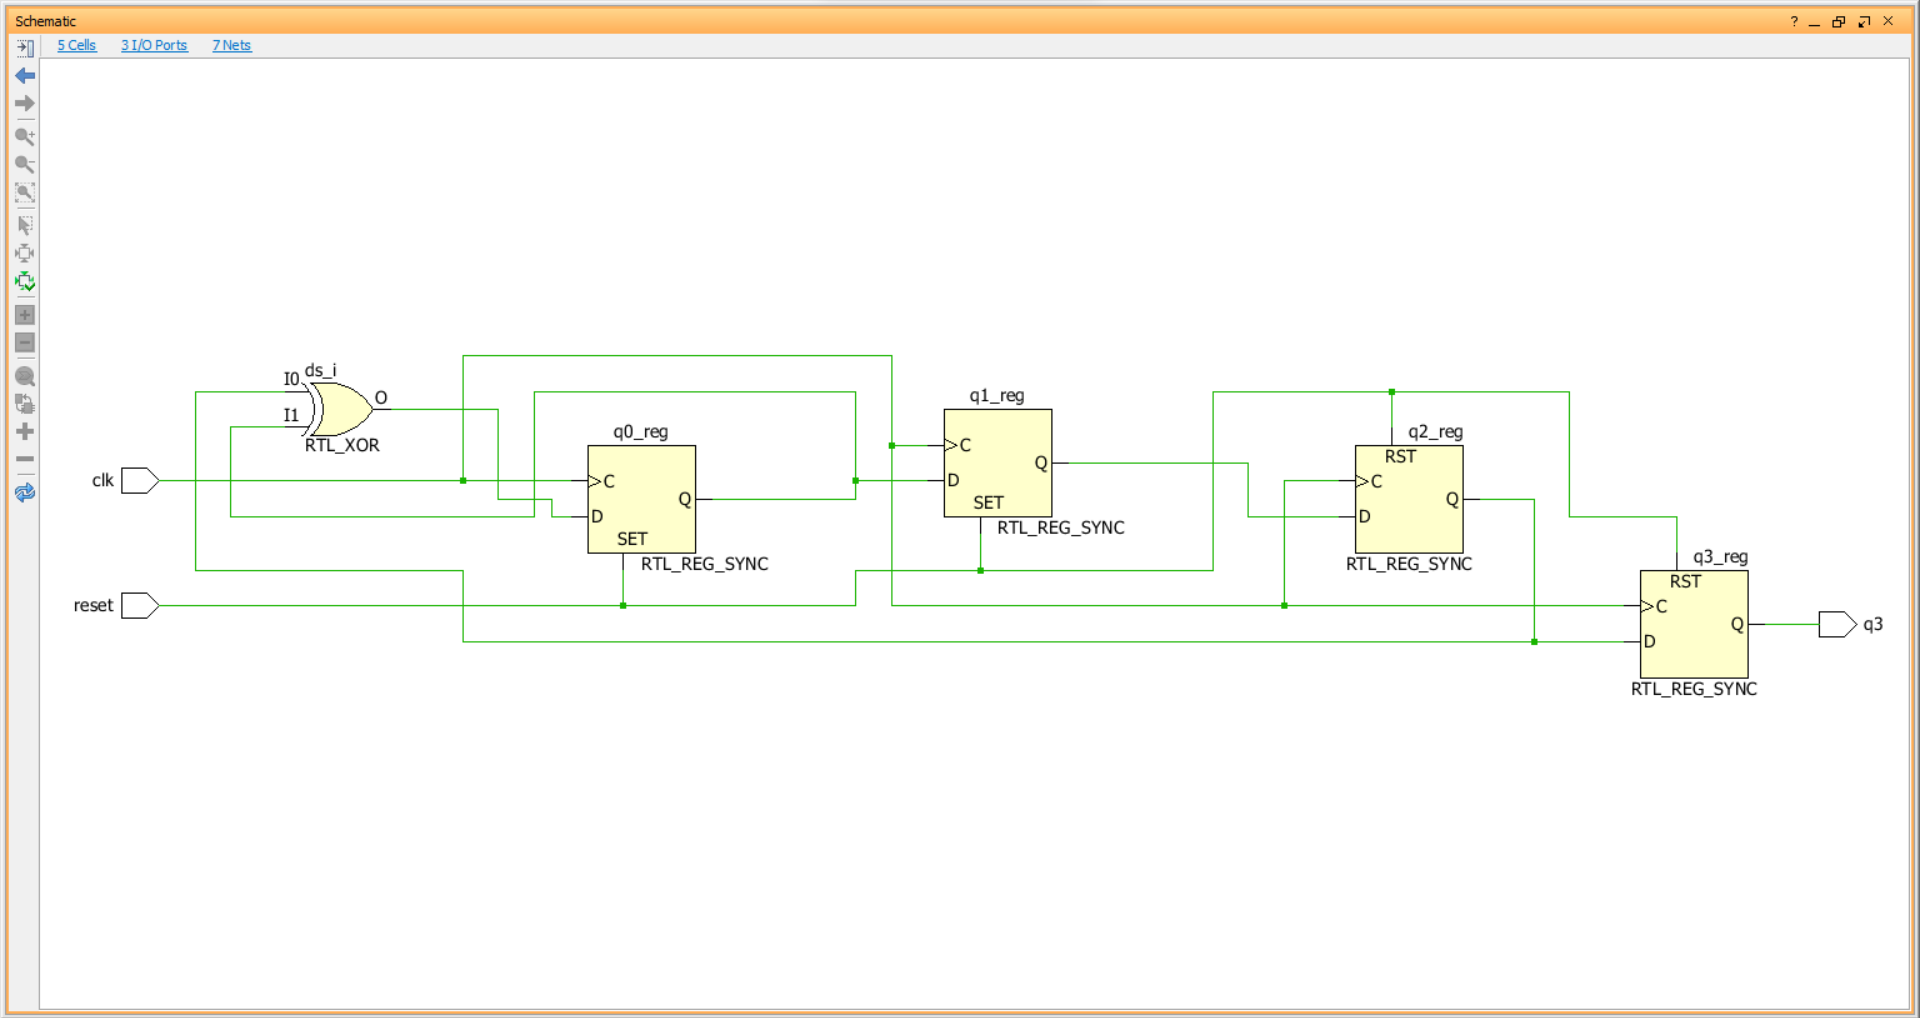 Schematic
5 Cells 3 I/O Ports 7 Nets
ds_i
I0
I1
O
RTL_XOR
clk
reset
q0_reg
C
D
Q
SET
RTL_REG_SYNC
q1_reg
C
D
Q
SET
RTL_REG_SYNC
q2_reg
RST
C
D
Q
RTL_REG_SYNC
q3_reg
RST
C
D
Q
RTL_REG_SYNC
q3